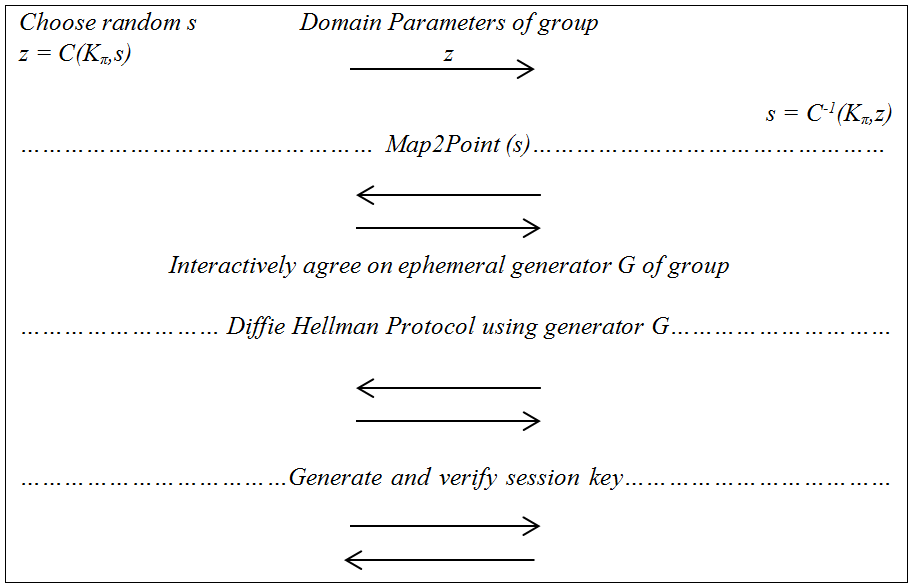 Choose random s Domain Parameters of group
z = C(Kπ,s) z
s = C-1(Kπ,z)
………………………………………… Map2Point (s)…………………………………………
Interactively agree on ephemeral generator G of group
………………………… Diffie Hellman Protocol using generator G…………………………
………………………………Generate and verify session key………………………………